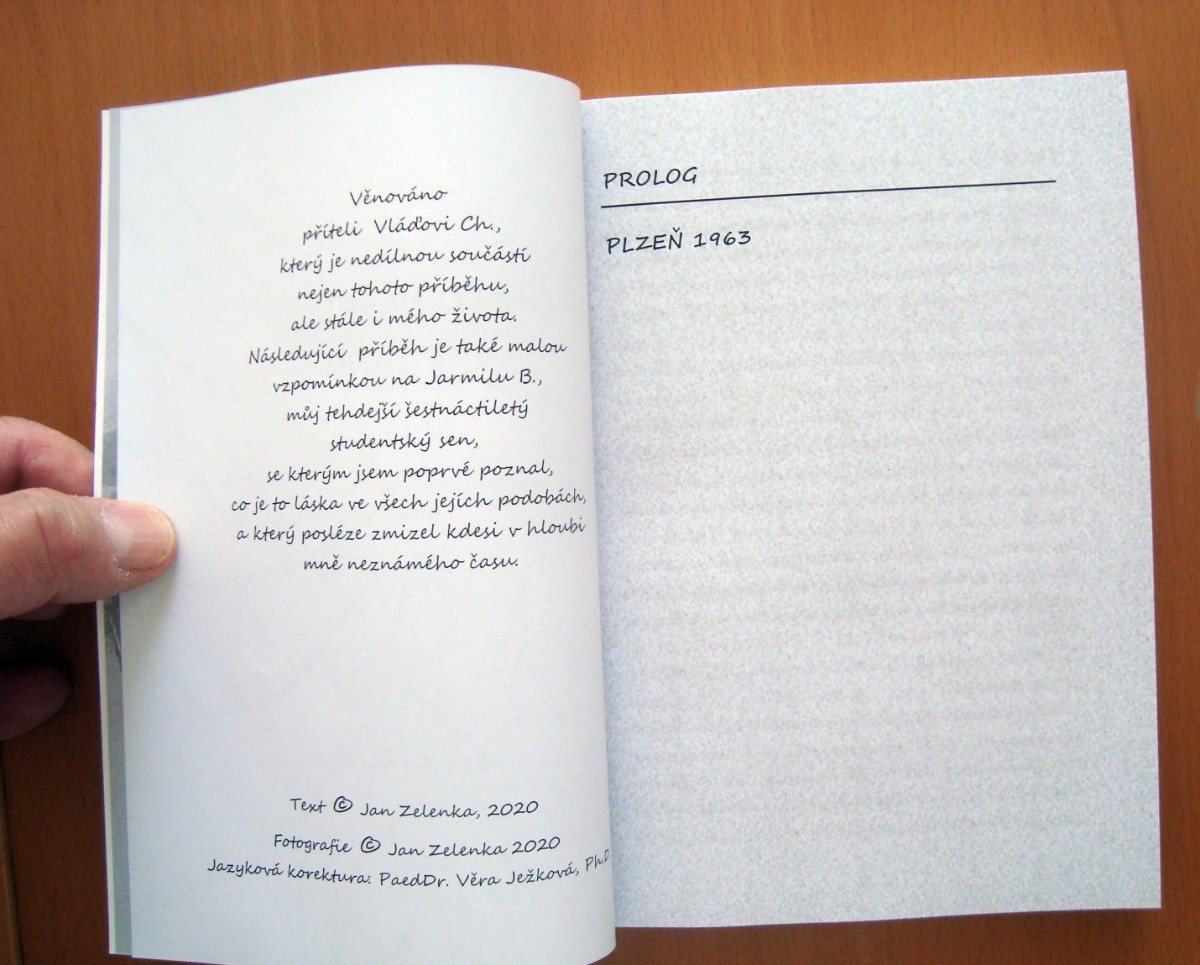 Věnováno
příteli Vláďovi Ch.,
který je nedílnou součástí
nejen tohoto příběhu,
ale stále i mého života.
Následující příběh je také malou
vzpomínkou na Jarmilu B.,
můj tehdejší šestnáctiletý
studentský sen,
se kterým jsem poprvé poznal,
co je to láska ve všech jejích podobách,
a který posléze zmizel kdesi v hloubi
mně neznámého času.
Text © Jan Zelenka, 2020
Fotografie © Jan Zelenka 2020
Jazyková korektura: PaedDr. Věra Ježková, Ph.D
PROLOG
PLZEŇ 1963